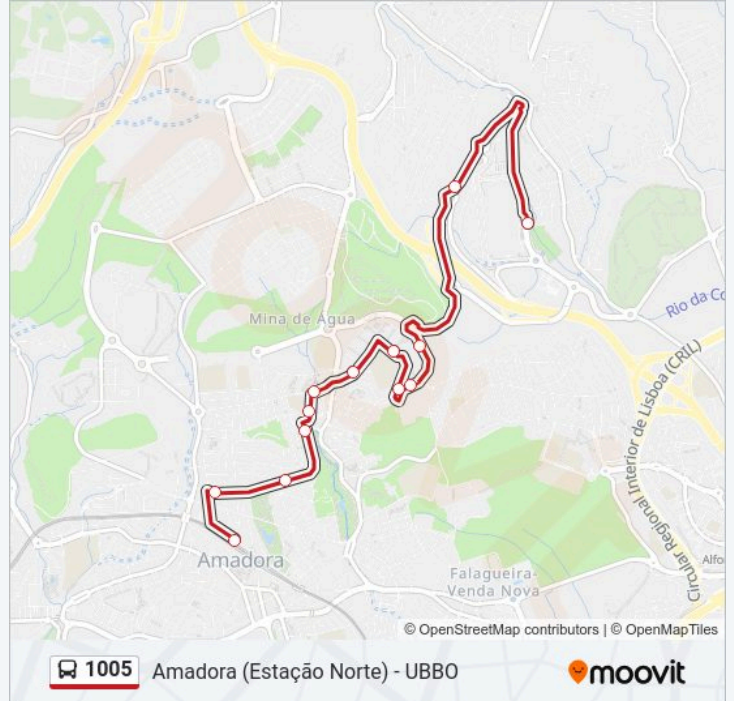 Mina de Água
Rio da Co
Circular Regional Interior de Lisboa (CRIL)
Amadora
Falagueira-
Venda Nova
Alfo
© OpenStreetMap contributors | © OpenMapTiles
1005 Amadora (Estação Norte) - UBBO
moovit